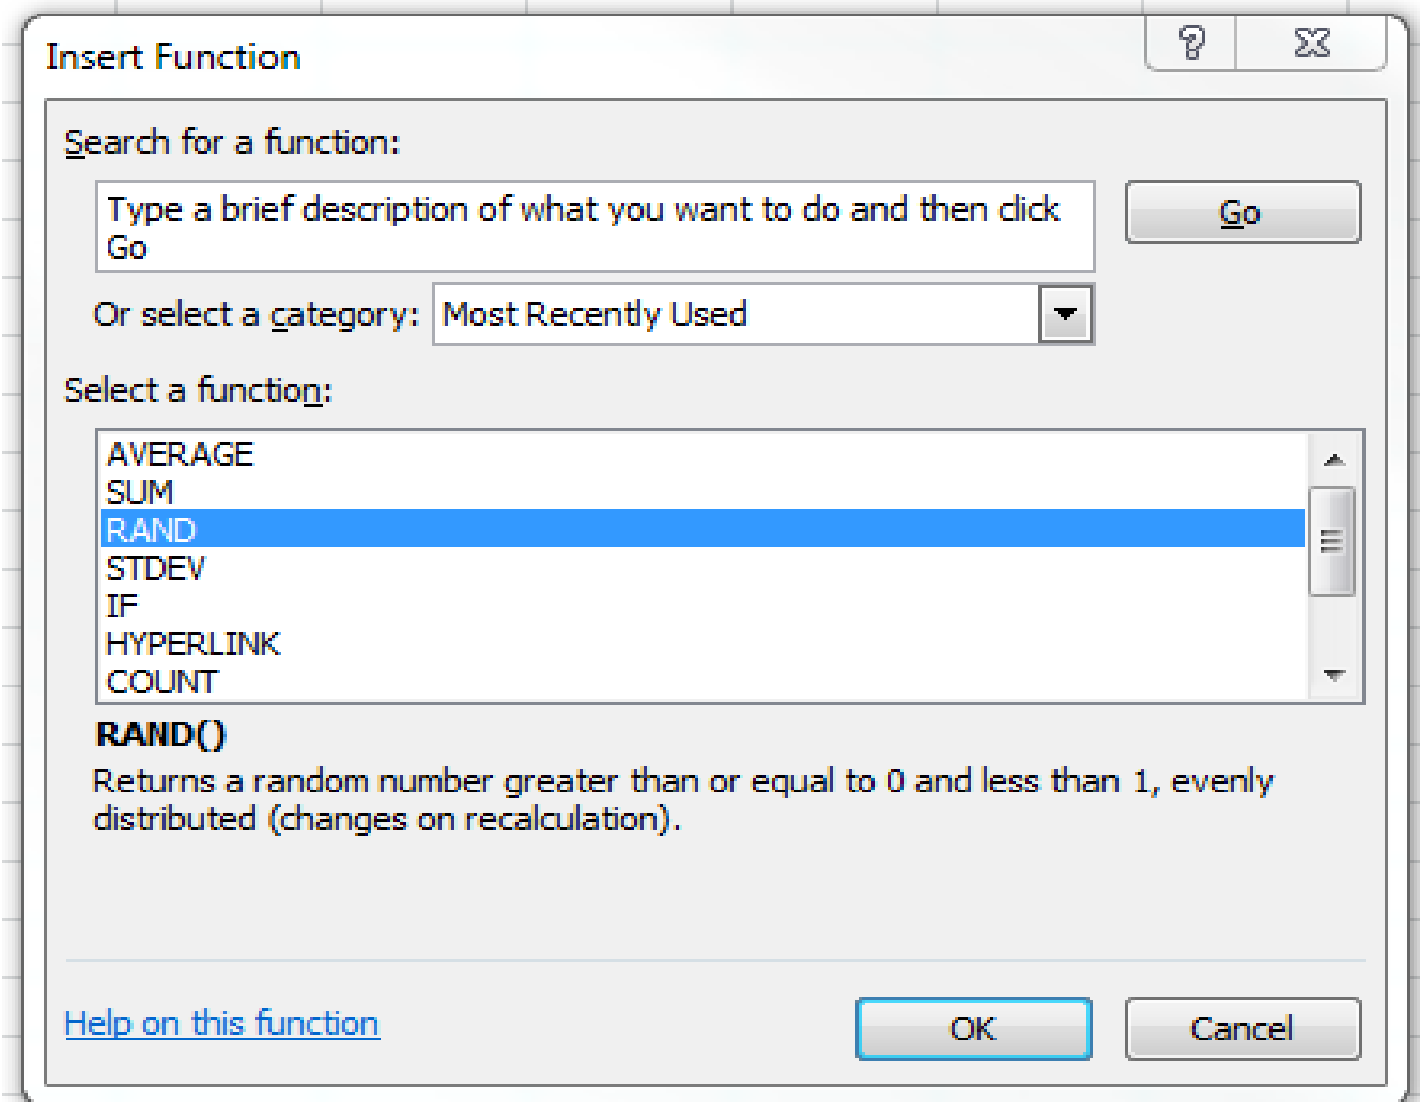 Insert Function
Search for a function:
Type a brief description of what you want to do and then click
Go
Go
Or select a category: Most Recently Used
Select a function:
AVERAGE
SUM
RAND
STDEV
IF
HYPERLINK
COUNT
RAND()
Returns a random number greater than or equal to 0 and less than 1, evenly
distributed (changes on recalculation).
Help on this function
OK
Cancel